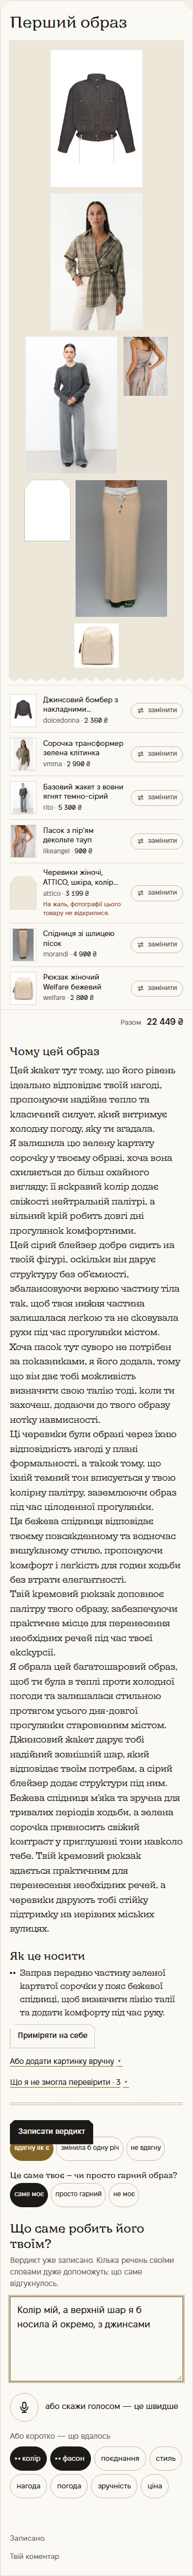 Перший образ
Джинсовий бомбер з
накладними...
dolcedonna · 2 360 ₴
замінити
Сорочка трансформер
зелена клітинка
vmma · 2 990 ₴
замінити
Базовий жакет з вовни
ягнят темно-сірий
rito · 5 300 ₴
замінити
Пасок з пір'ям
декольте тауп
likeangel · 900 ₴
замінити
Черевики жіночі,
ATTICO, шкіра, колір...
attico · 3 199 ₴
На жаль, фотографії цього
товару не відкрилися.
замінити
Спідниця зі шлицею
пісок
morandi · 4 900 ₴
замінити
Рюкзак жіночий
Welfare бежевий
welfare · 2 800 ₴
замінити
Разом 22 449 ₴
Чому цей образ
Цей жакет тут тому, що його рівень
ідеально відповідає твоїй нагоді,
пропонуючи надійне тепло та
класичний силует, який витримує
холодну погоду, яку ти згадала.
Я залишила цю зелену картату
сорочку у твоєму образі, хоча вона
схиляється до більш охайного
вигляду; її яскравий колір додає
свіжості нейтральній палітрі, а
вільний крій робить довгі дні
прогулянок комфортними.
Цей сірий блейзер добре сидить на
твоїй фігурі, оскільки він дарує
структуру без об'ємності,
збалансовуючи верхню частину тіла
так, щоб твоя нижня частина
залишалася легкою та не сковувала
рухи під час прогулянки містом.
Хоча пасок тут суворо не потрібен
за показаниками, я його додала, тому
що він дає тобі можливість
визначити свою талію тоді, коли ти
захочеш, додаючи до твого образу
нотку навмисності.
Ці черевики були обрані через їхню
відповідність нагоді у плані
формальності, а також тому, що
їхній темний тон вписується у твою
колірну палітру, заземлюючи образ
під час цілоденної прогулянки.
Ця бежева спідниця відповідає
твоєму повсякденному та водночас
вишуканому стилю, пропонуючи
комфорт і легкість для годин ходьби
без втрати елегантності.
Твій кремовий рюкзак доповнює
палітру твого образу, забезпечуючи
практичне місце для перенесення
необхідних речей під час твоєї
екскурсії.
Я обрала цей багатошаровий образ,
щоб ти була в теплі проти холодної
погоди та залишалася стильною
протягом усього дня-довгої
прогулянки старовинним містом.
Джинсовий жакет дарує тобі
надійний зовнішній шар, який
відповідає твоїм потребам, а сірий
блейзер додає структури під ним.
Бежева спідниця м'яка та зручна для
тривалих періодів ходьби, а зелена
сорочка привносить свіжий
контраст у приглушені тони навколо
тебе. Твій кремовий рюкзак
здається практичним для
перенесення необхідних речей, а
черевики дарують тобі стійку
підтримку на нерівних міських
вулицях.
Як це носити
Заправ передню частину зеленої
картатої сорочки у пояс бежевої
спідниці, щоб визначити лінію талії
та додати комфорту під час руху.
Приміряти на себе
Або додати картинку вручну
Що я не змогла перевірити · 3
Записати вердикт
вдягну як є
змінила б одну річ
не вдягну
Це саме твоє — чи просто гарний образ?
саме моє
просто гарний
не моє
Що саме робить його
твоїм?
Вердикт уже записано. Кілька речень своїми
словами дуже допоможуть: що саме
відгукнулось.
Колір мій, а верхній шар я б
носила й окремо, з джинсами
або скажи голосом — це швидше
Або коротко — що вдалось
колір
фасон
поєднання
стиль
нагода
погода
зручність
ціна
Записано.
Твій коментар